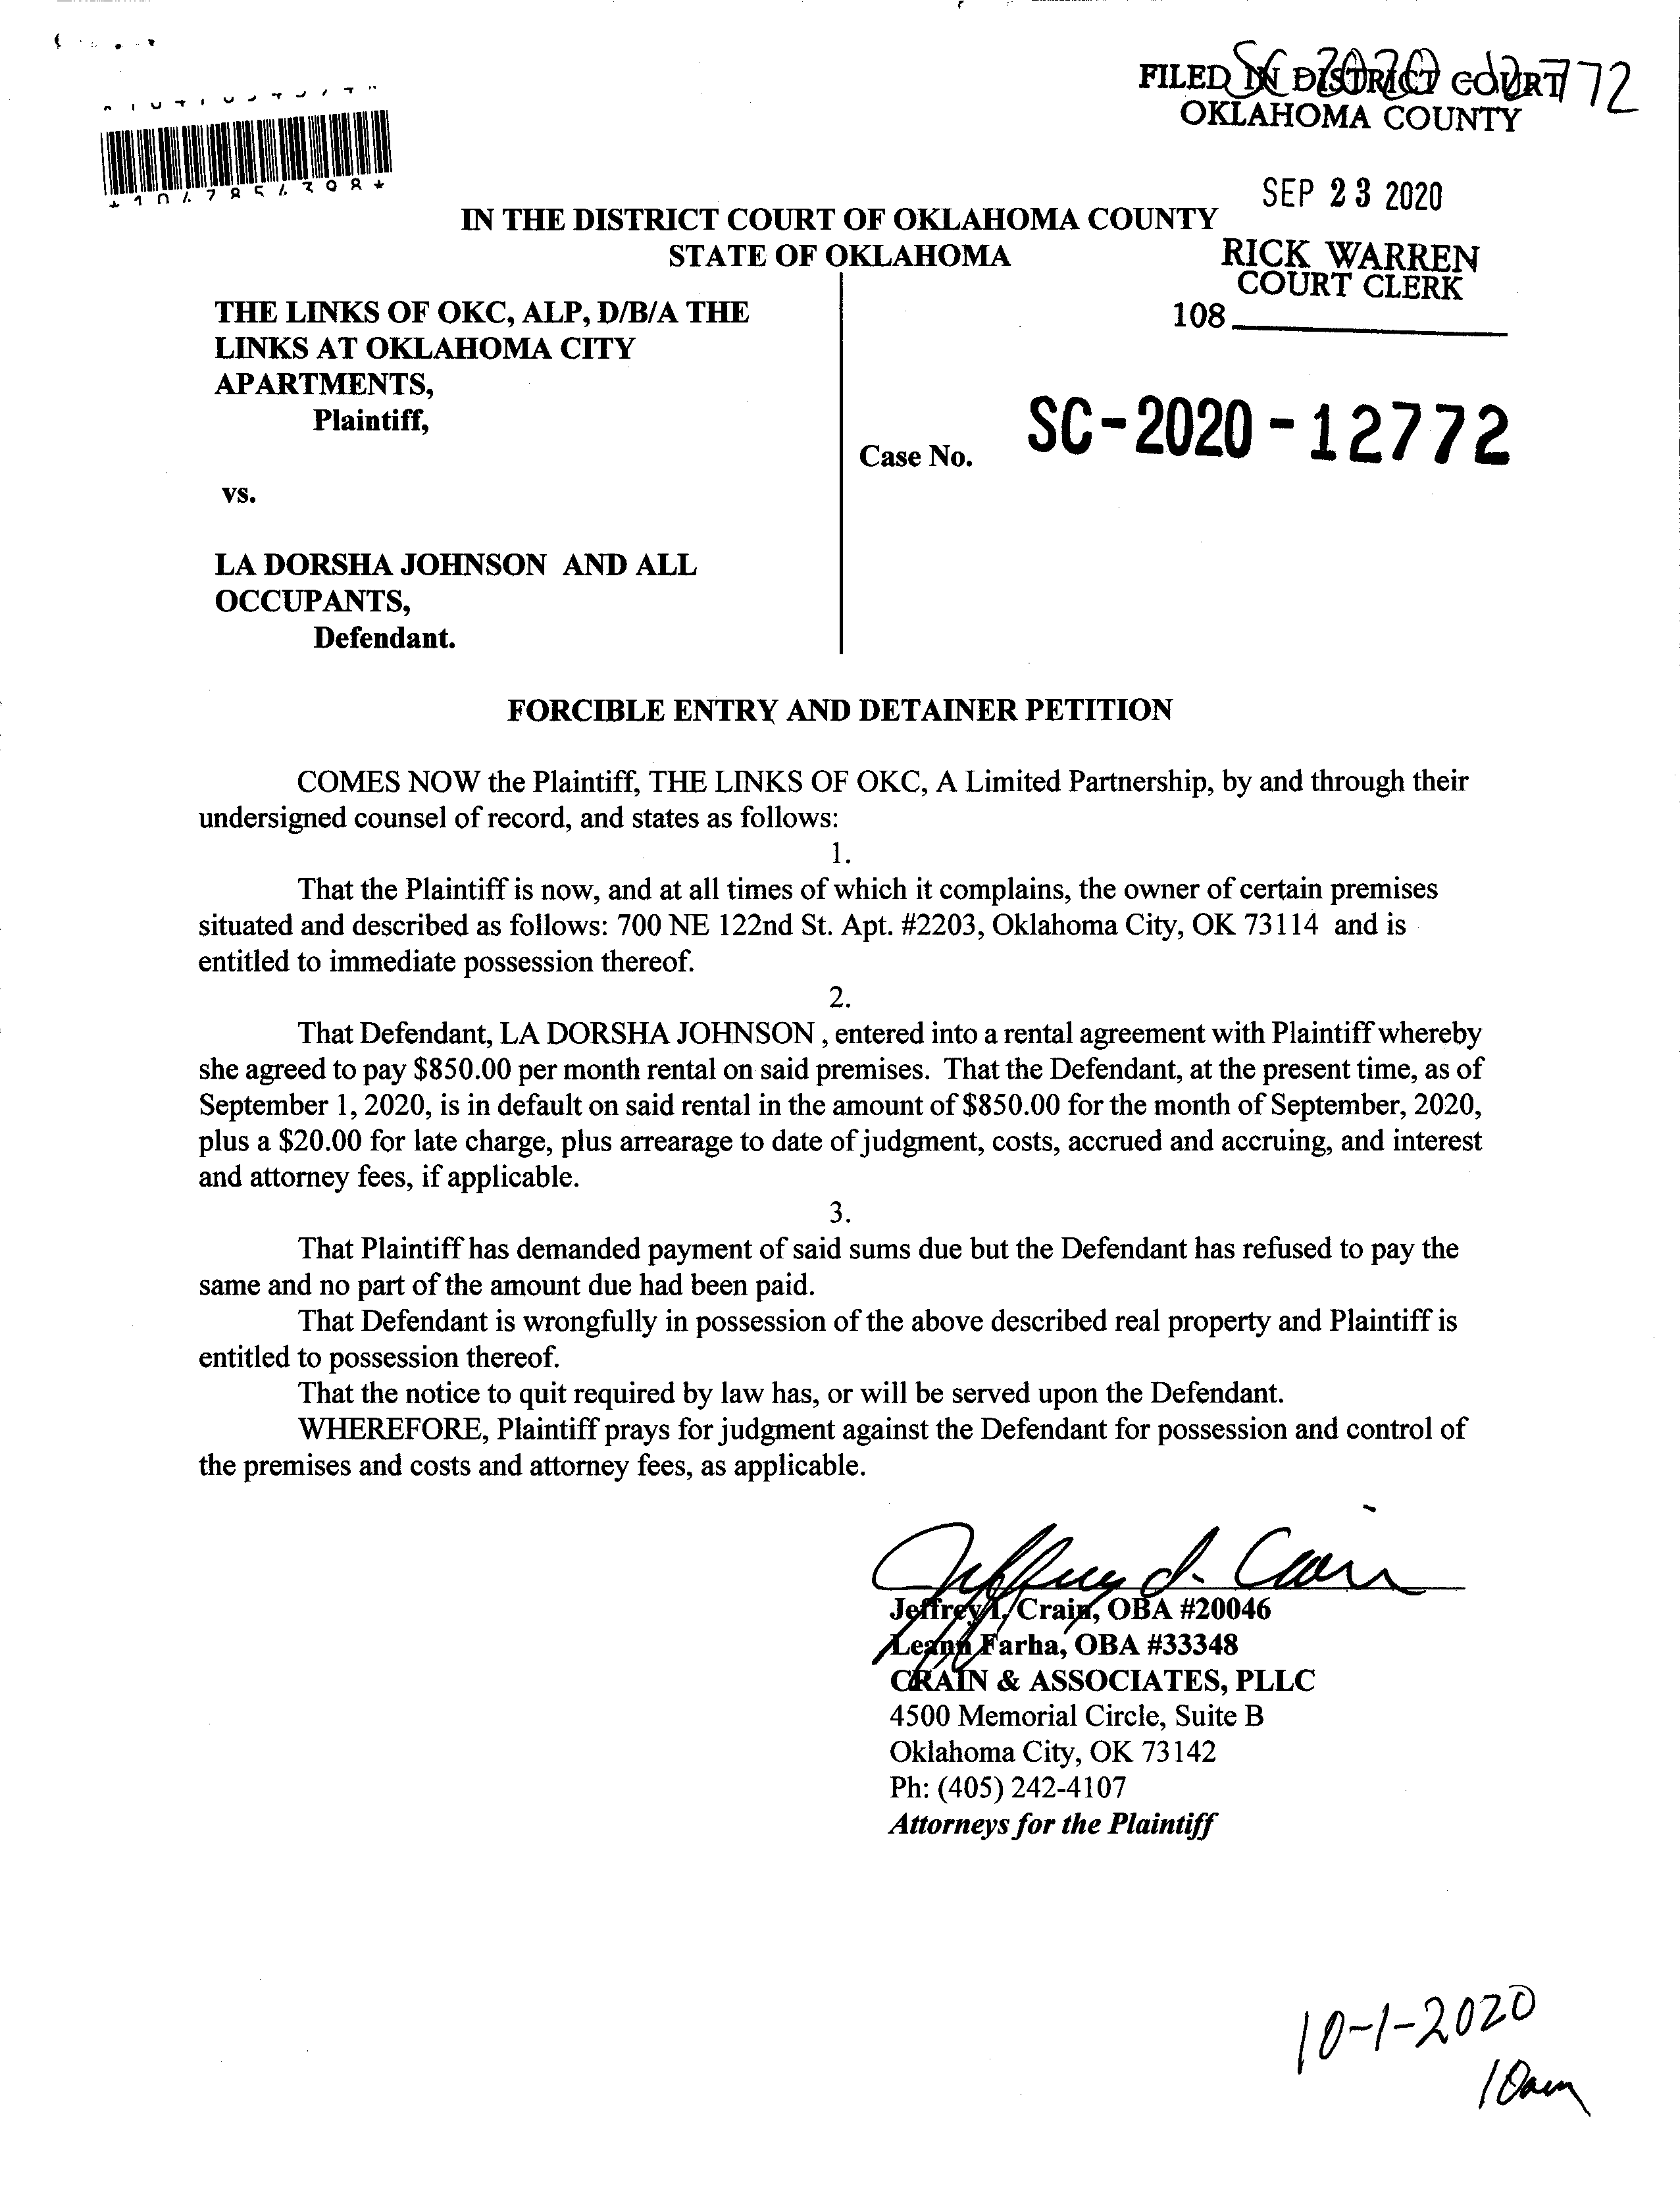 SC 2020 12772
FILED IN DISTRICT COURT
OKLAHOMA COUNTY
*1047854398*
SEP 23 2020
IN THE DISTRICT COURT OF OKLAHOMA COUNTY
STATE OF OKLAHOMA
RICK WARREN
COURT CLERK
108
THE LINKS OF OKC, ALP, D/B/A THE
LINKS AT OKLAHOMA CITY
APARTMENTS,
Plaintiff,
Case No.
SC-2020-12772
vs.
LA DORSHA JOHNSON AND ALL
OCCUPANTS,
Defendant.
FORCIBLE ENTRY AND DETAINER PETITION
COMES NOW the Plaintiff, THE LINKS OF OKC, A Limited Partnership, by and through their
undersigned counsel of record, and states as follows:
1.
That the Plaintiff is now, and at all times of which it complains, the owner of certain premises
situated and described as follows: 700 NE 122nd St. Apt. #2203, Oklahoma City, OK 73114 and is
entitled to immediate possession thereof.
2.
That Defendant, LA DORSHA JOHNSON , entered into a rental agreement with Plaintiff whereby
she agreed to pay $850.00 per month rental on said premises. That the Defendant, at the present time, as of
September 1, 2020, is in default on said rental in the amount of $850.00 for the month of September, 2020,
plus a $20.00 for late charge, plus arrearage to date of judgment, costs, accrued and accruing, and interest
and attorney fees, if applicable.
3.
That Plaintiff has demanded payment of said sums due but the Defendant has refused to pay the
same and no part of the amount due had been paid.
That Defendant is wrongfully in possession of the above described real property and Plaintiff is
entitled to possession thereof.
That the notice to quit required by law has, or will be served upon the Defendant.
WHEREFORE, Plaintiff prays for judgment against the Defendant for possession and control of
the premises and costs and attorney fees, as applicable.
Jeffrey I. Crain
Jeffrey I. Crain, OBA #20046
Leann Farha, OBA #33348
CRAIN & ASSOCIATES, PLLC
4500 Memorial Circle, Suite B
Oklahoma City, OK 73142
Ph: (405) 242-4107
Attorneys for the Plaintiff
10-1-2020
10am